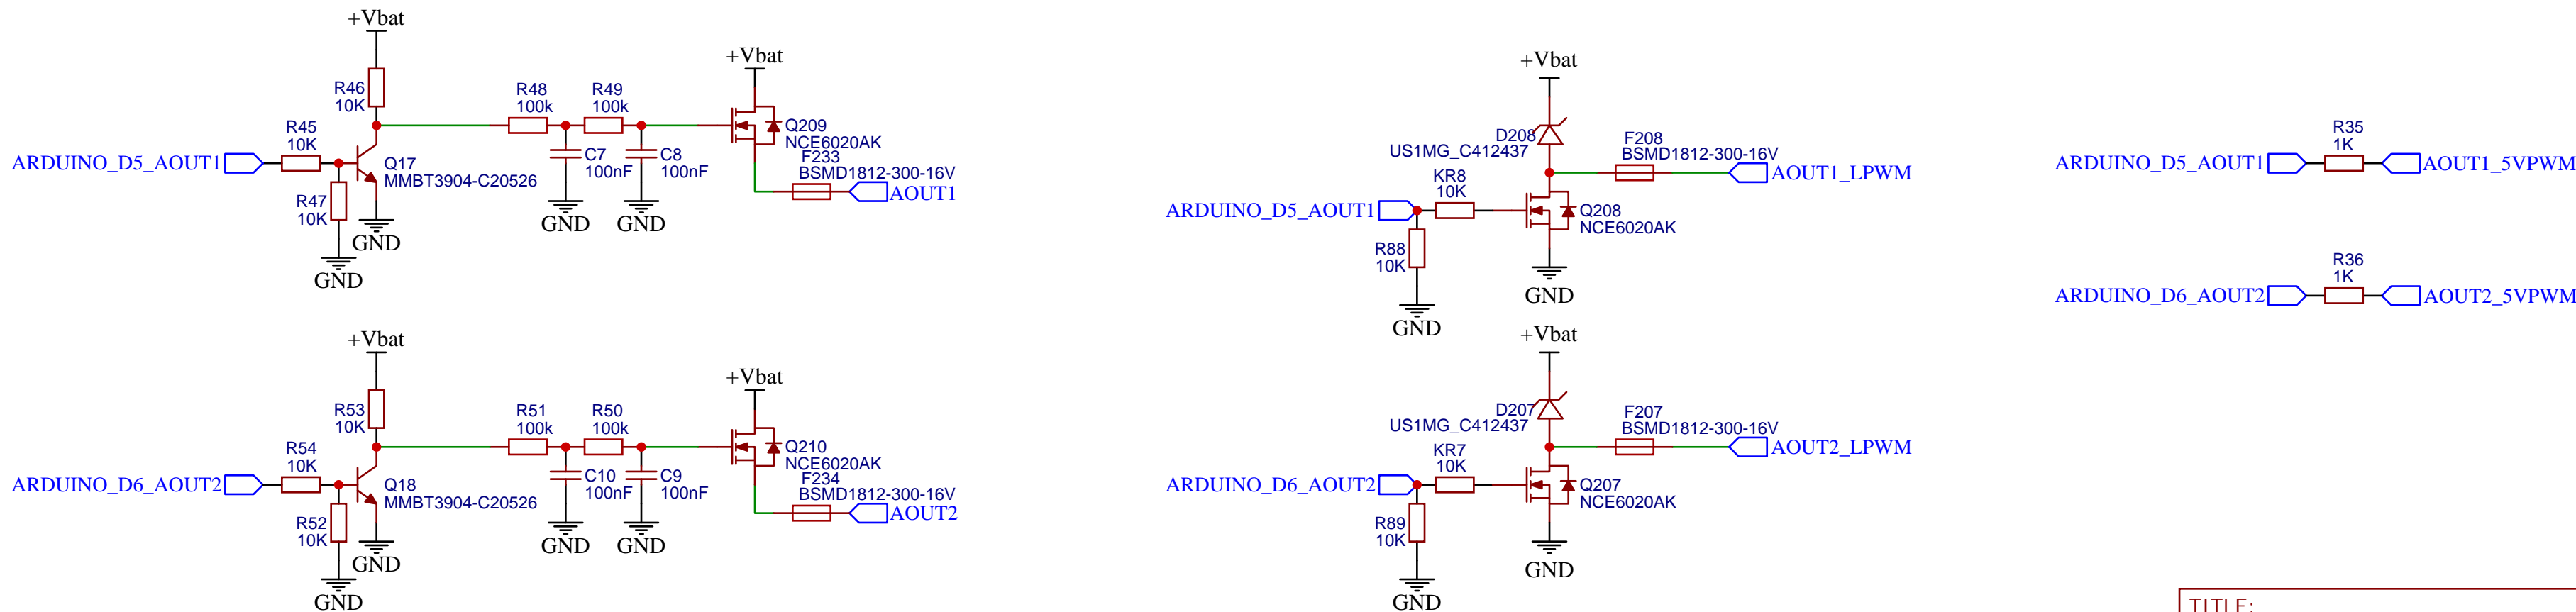 +Vbat
R46
10K
R45
10K
ARDUINO_D5_AOUT1
Q17
MMBT3904-C20526
R47
10K
GND
GND
R48
100k
R49
100k
C7
100nF
C8
100nF
GND
GND
+Vbat
Q209
NCE6020AK
F233
BSMD1812-300-16V
AOUT1
+Vbat
R53
10K
R54
10K
ARDUINO_D6_AOUT2
Q18
MMBT3904-C20526
R52
10K
GND
GND
R51
100k
R50
100k
C10
100nF
C9
100nF
GND
GND
+Vbat
Q210
NCE6020AK
F234
BSMD1812-300-16V
AOUT2
+Vbat
D208
US1MG_C412437
F208
BSMD1812-300-16V
AOUT1_LPWM
KR8
10K
ARDUINO_D5_AOUT1
Q208
NCE6020AK
R88
10K
GND
GND
+Vbat
D207
US1MG_C412437
F207
BSMD1812-300-16V
AOUT2_LPWM
KR7
10K
ARDUINO_D6_AOUT2
Q207
NCE6020AK
R89
10K
GND
GND
R35
1K
ARDUINO_D5_AOUT1
AOUT1_5VPWM
R36
1K
ARDUINO_D6_AOUT2
AOUT2_5VPWM
TITLE: